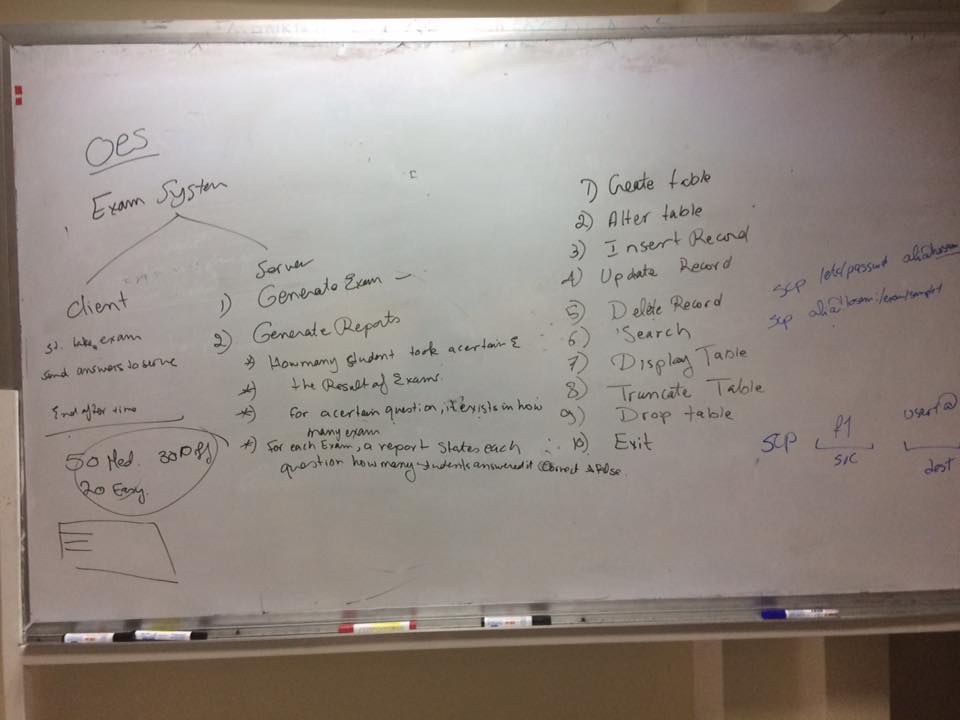 OES
Exam System
Client
st. take exam
send answers to serve
End after time
50 Med. 30 Diff
20 Easy.
Server
1) Generate Exam –
2) Generate Reports
*) How many student took a certain E
*) the Result of Exams.
*) for a certain question, it exists in how
many exam
*) for each Exam, a report states each
question how many students answered it Correct & False.
1) Create table
2) Alter table
3) Insert Record
4) Update Record
5) Delete Record
6) Search
7) Display Table
8) Truncate Table
9) Drop table
10) Exit
scp /etc/passwd
scp
scp f1 user1@
src dest